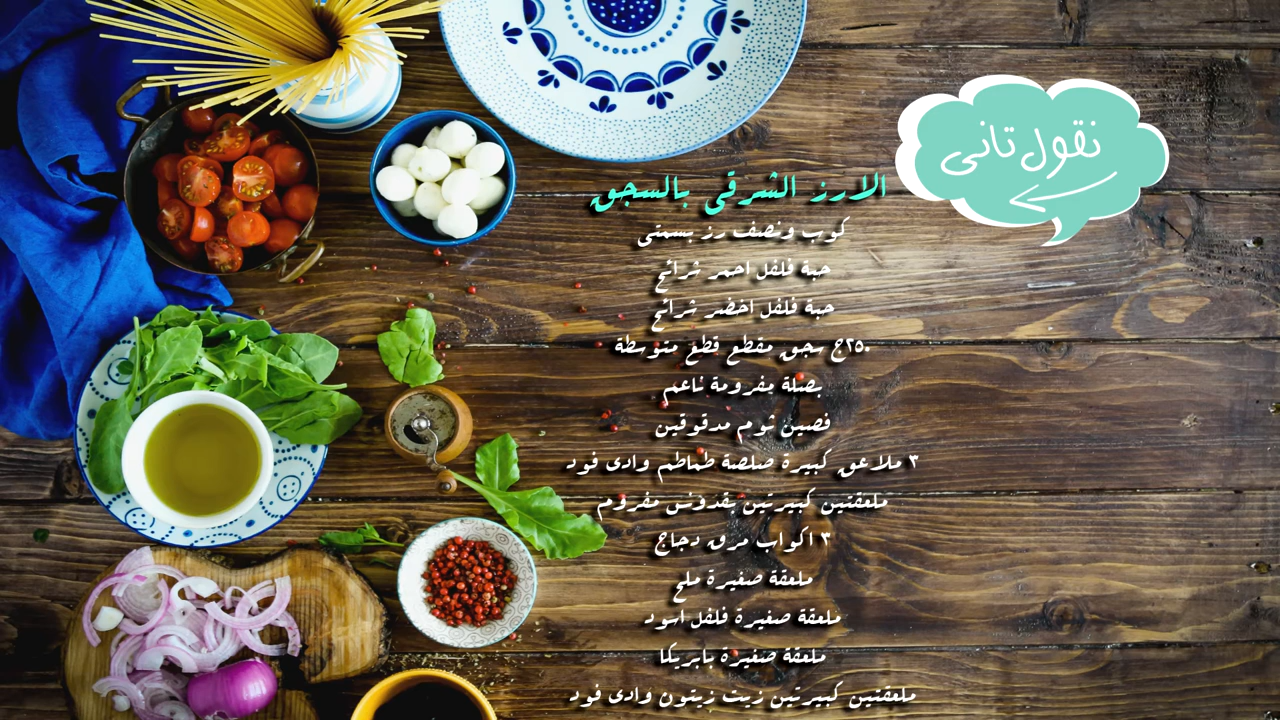 نقول تانى
الارز الشرقى بالسجق
كوب ونصف رز بسمتى
حبة فلفل احمر شرائح
حبة فلفل اخضر شرائح
٢٥٠ج سجق مقطع قطع متوسطة
بصلة مفرومة ناعم
فصين ثوم مدقوقين
٣ ملاعق كبيرة صلصة طماطم وادى فود
ملعقتين كبيرتين بقدونس مفروم
٣ اكواب مرق دجاج
ملعقة صغيرة ملح
ملعقة صغيرة فلفل اسود
ملعقة صغيرة بابريكا
ملعقتين كبيرتين زيت زيتون وادى فود